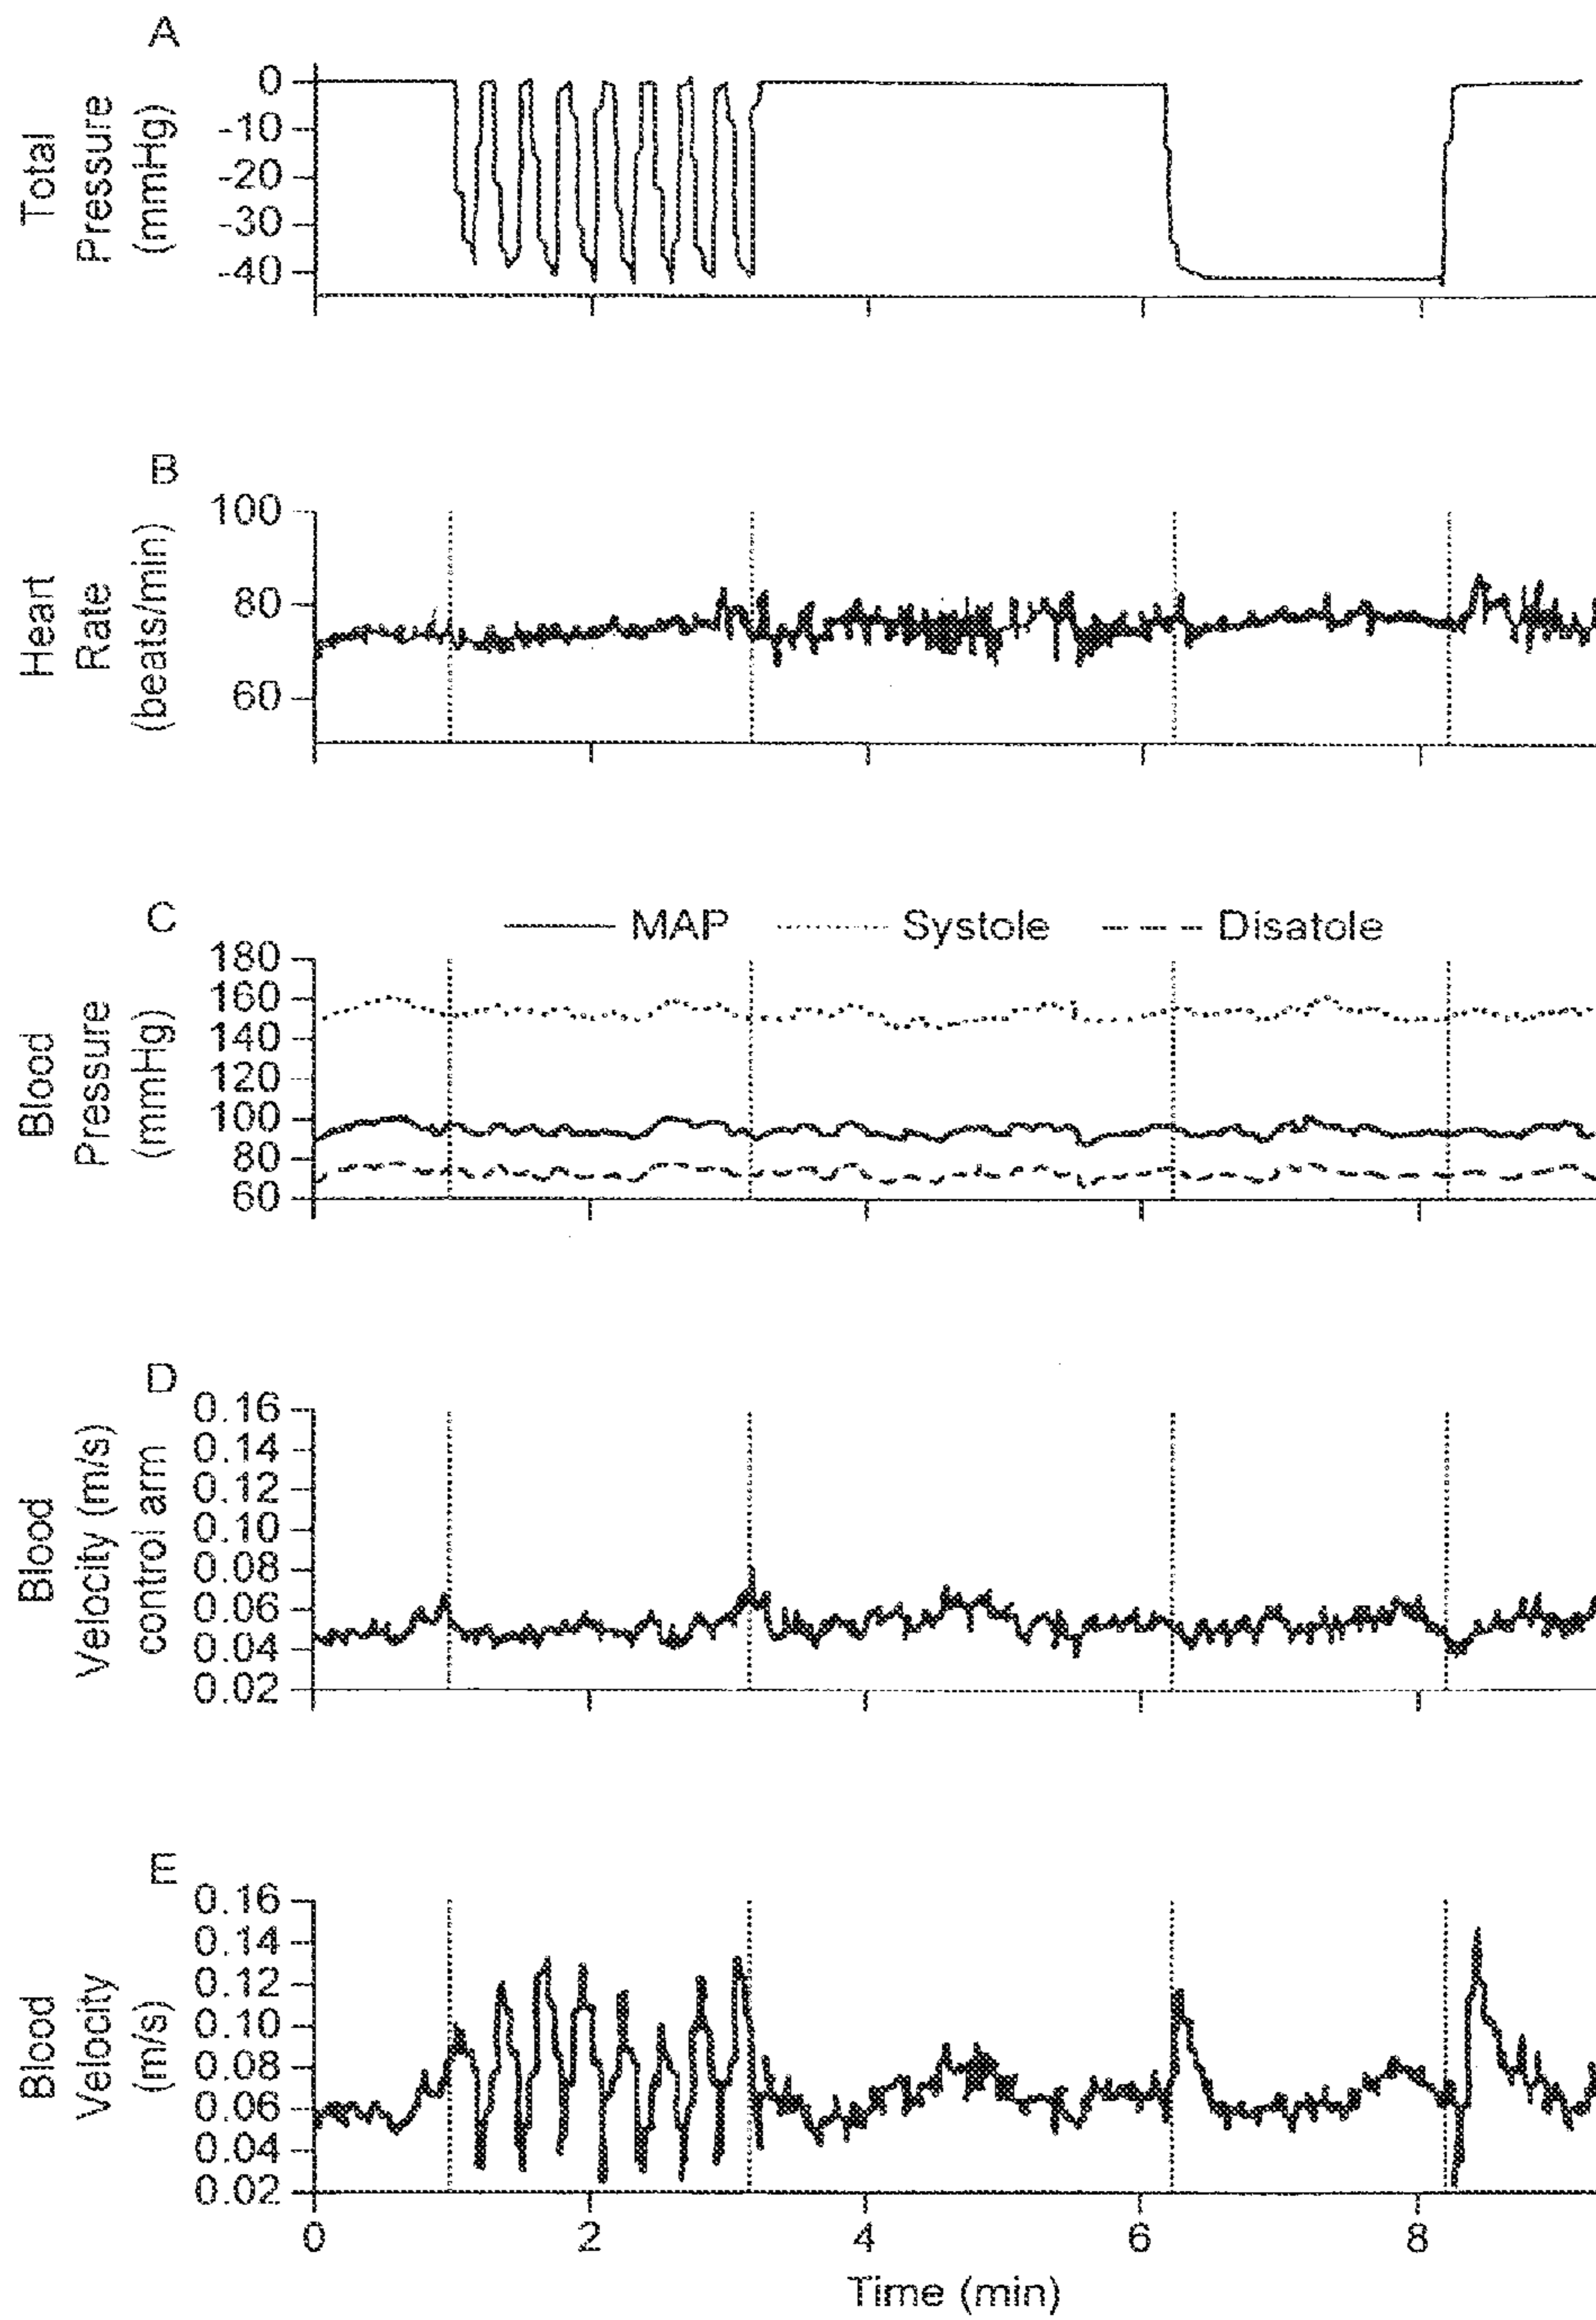 A
Total
Pressure
(mmHg)
0
-10
-20
-30
-40
B
Heart
Rate
(beats/min)
100
80
60
C
MAP Systole Disatole
Blood
Pressure
(mmHg)
180
160
140
120
100
80
60
D
Blood
Velocity (m/s)
control arm
0.16
0.14
0.12
0.10
0.08
0.06
0.04
0.02
E
Blood
Velocity
(m/s)
0.16
0.14
0.12
0.10
0.08
0.06
0.04
0.02
0 2 4 6 8
Time (min)